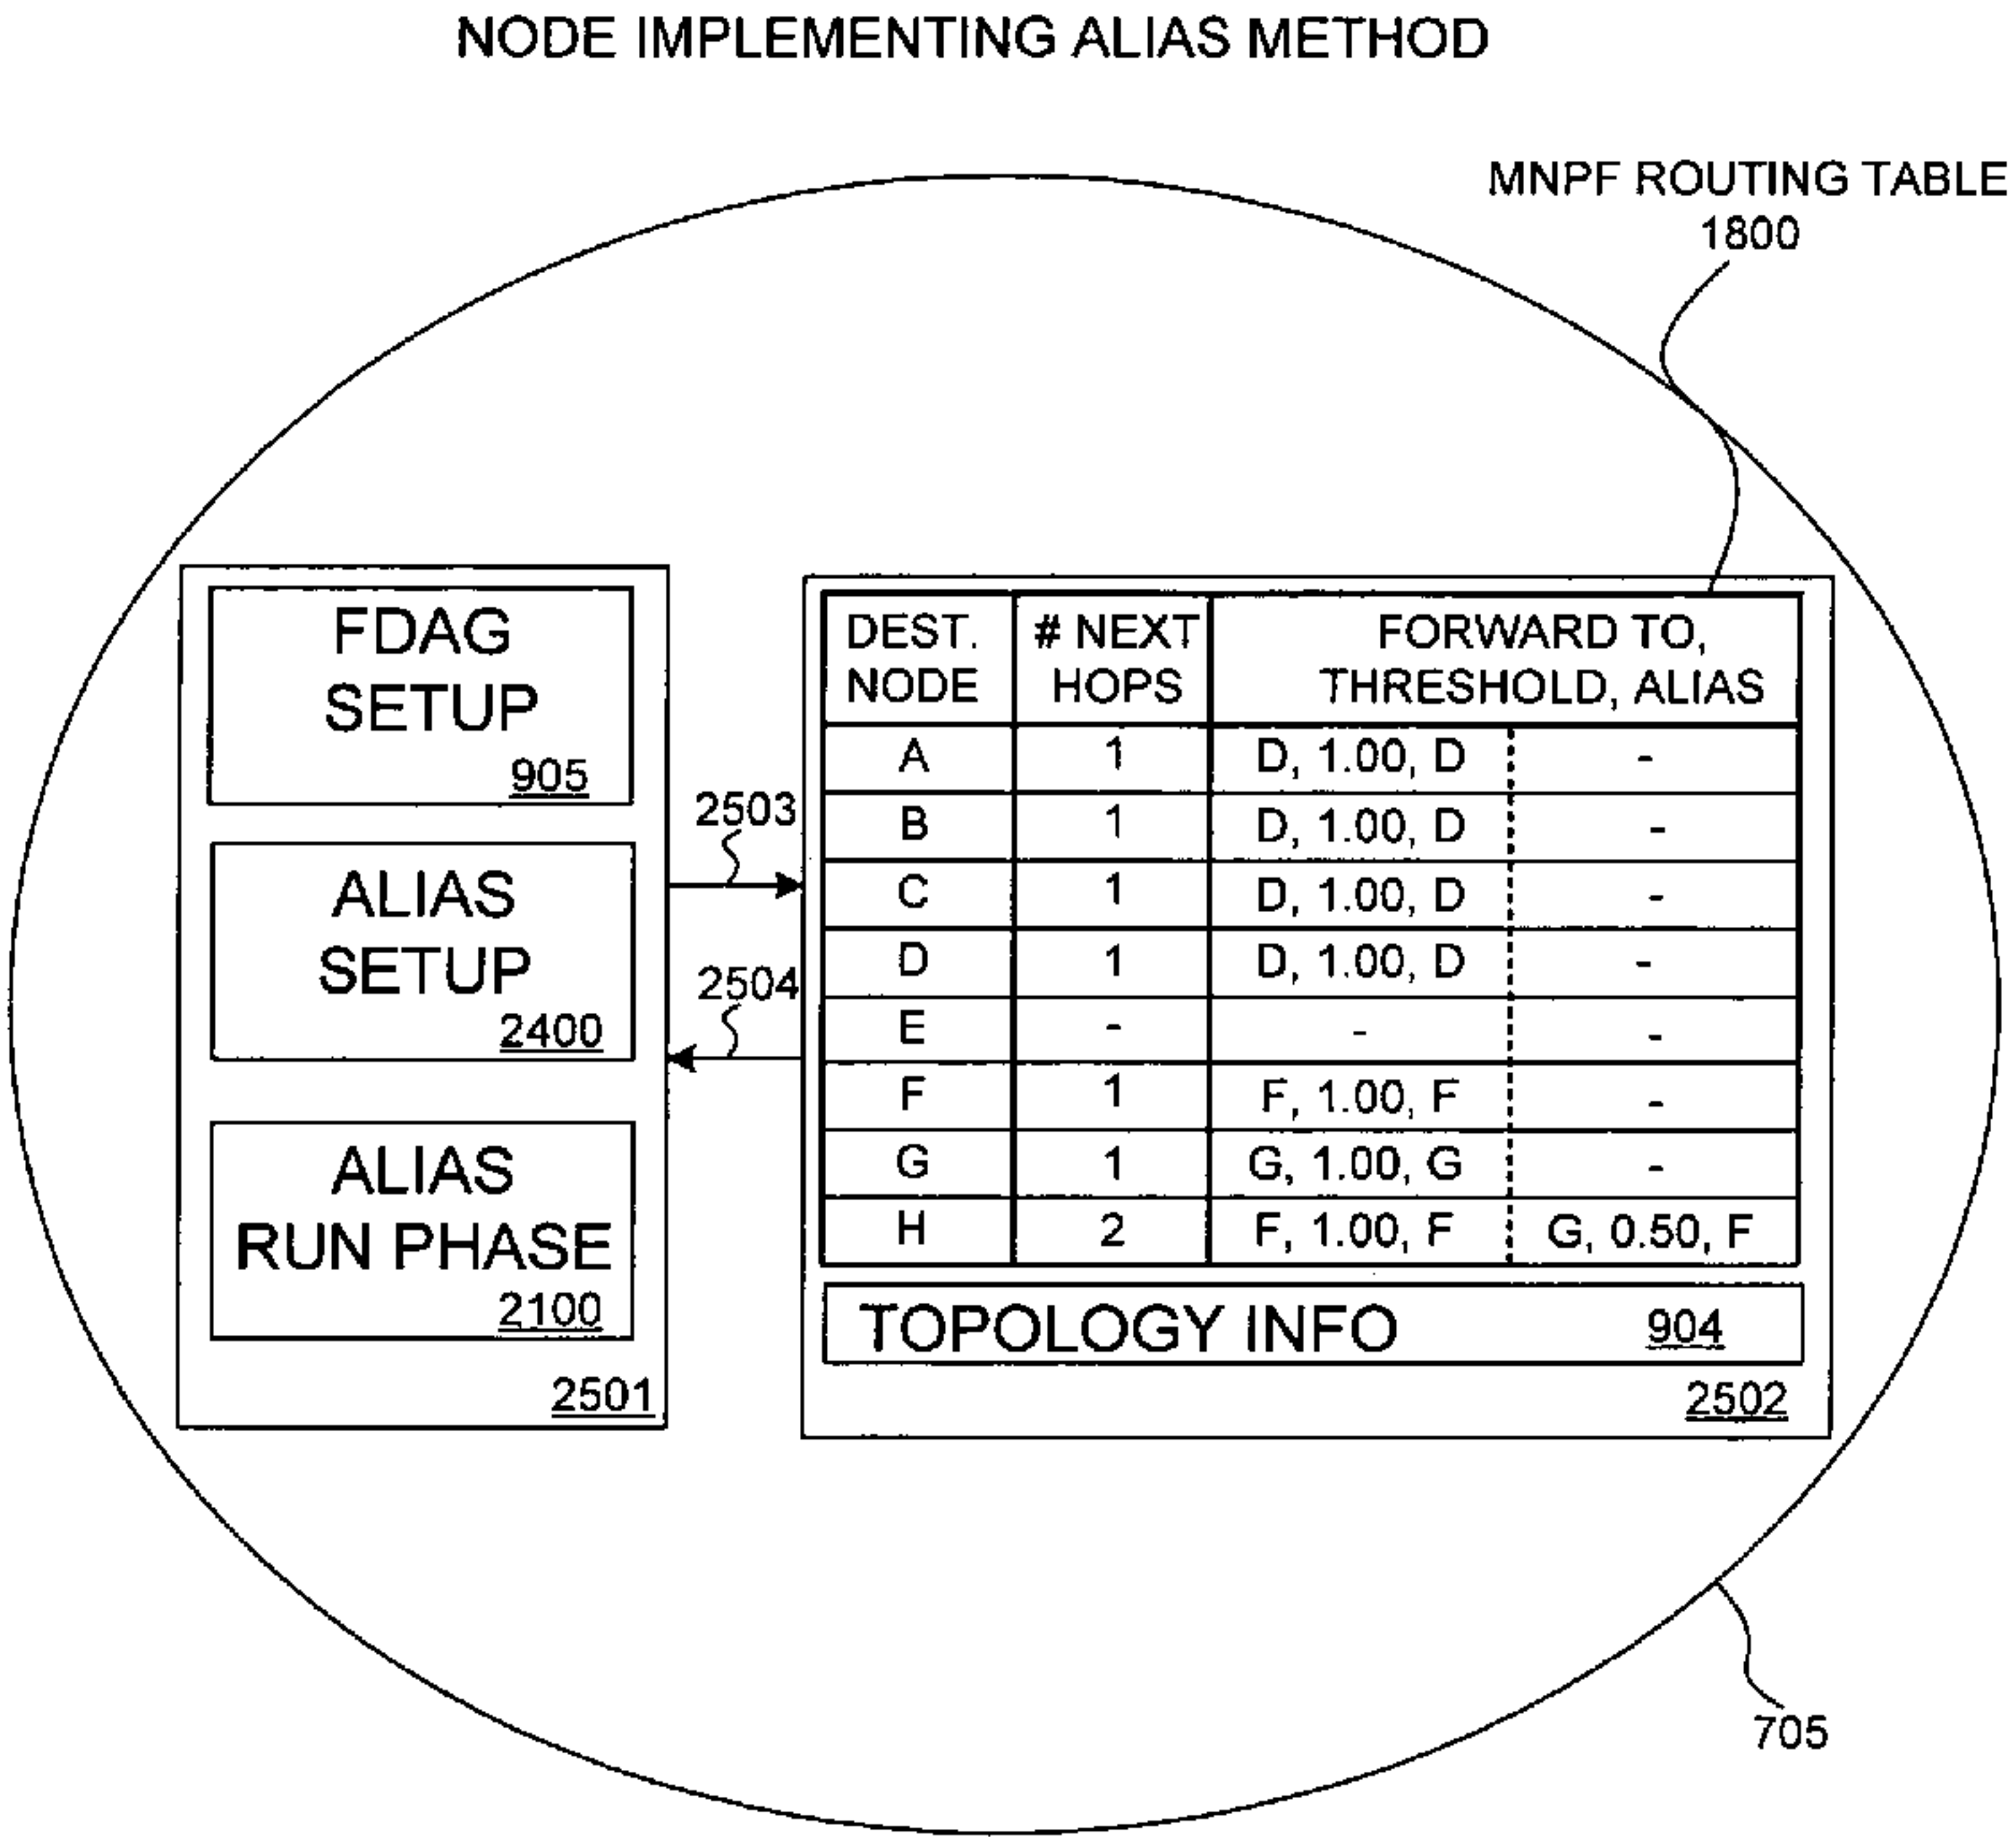 NODE IMPLEMENTING ALIAS METHOD
MNPF ROUTING TABLE
1800
FDAG
SETUP
905
ALIAS
SETUP
2400
ALIAS
RUN PHASE
2100
2501
2503
2504
DEST. NODE # NEXT HOPS FORWARD TO, THRESHOLD, ALIAS
A 1 D, 1.00, D -
B 1 D, 1.00, D -
C 1 D, 1.00, D -
D 1 D, 1.00, D -
E - - -
F 1 F, 1.00, F -
G 1 G, 1.00, G -
H 2 F, 1.00, F G, 0.50, F
TOPOLOGY INFO 904
2502
705